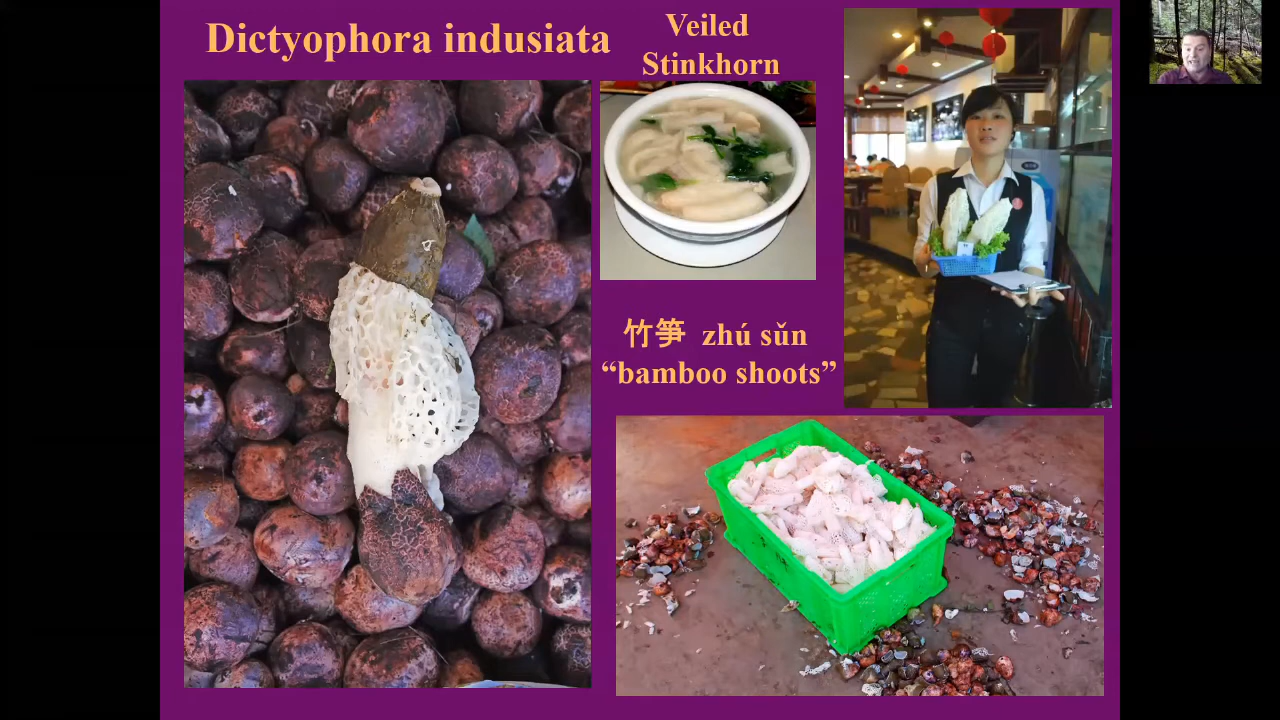 Dictyophora indusiata
Veiled
Stinkhorn
竹笋 zhú sǔn
“bamboo shoots”